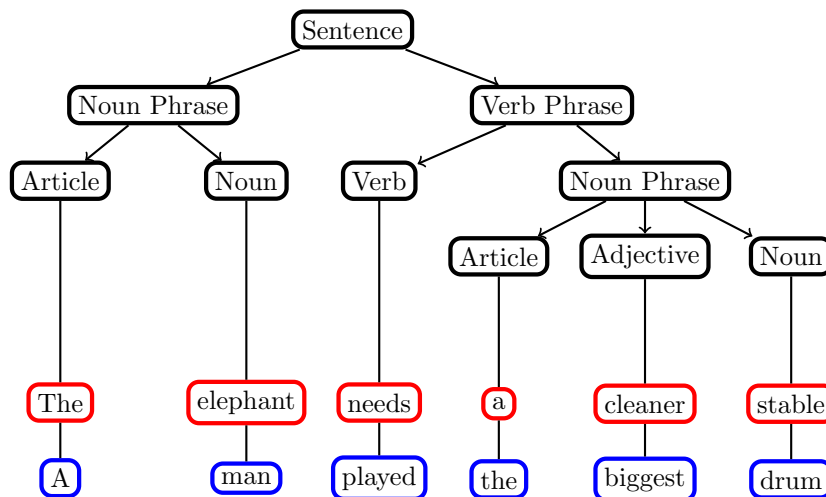 Sentence
Noun Phrase Verb Phrase
Article Noun Verb Noun Phrase
Article Adjective Noun
The elephant needs a cleaner stable
A man played the biggest drum